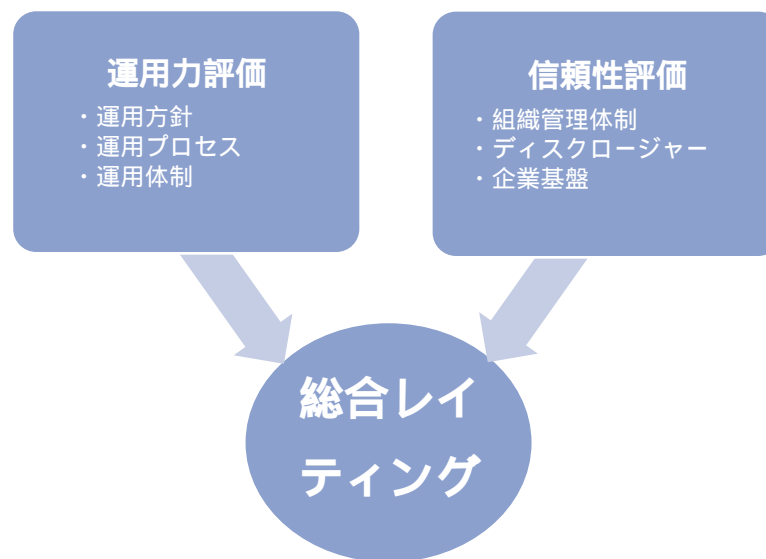 運用力評価
・運用方針
・運用プロセス
・運用体制
信頼性評価
・組織管理体制
・ディスクロージャー
・企業基盤
総合レイ
ティング